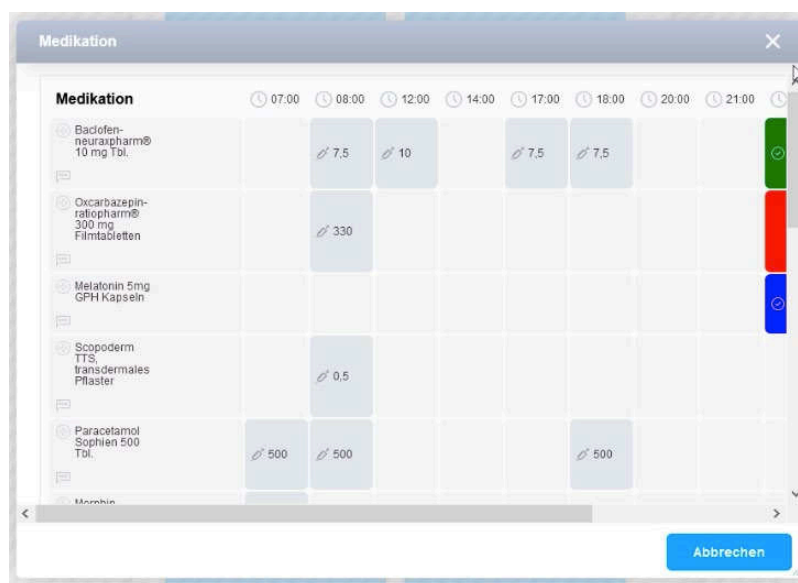 Medikation
Medikation 07:00 08:00 12:00 14:00 17:00 18:00 20:00 21:00
Baclofen-
neuraxpharm®
10 mg Tbl.
7,5 10 7,5 7,5
Oxcarbazepin-
ratiopharm®
300 mg
Filmtabletten
330
Melatonin 5mg
GPH Kapseln
Scopoderm
TTS,
transdermales
Pflaster
0,5
Paracetamol
Sophien 500
Tbl.
500 500 500
Morphin
Abbrechen